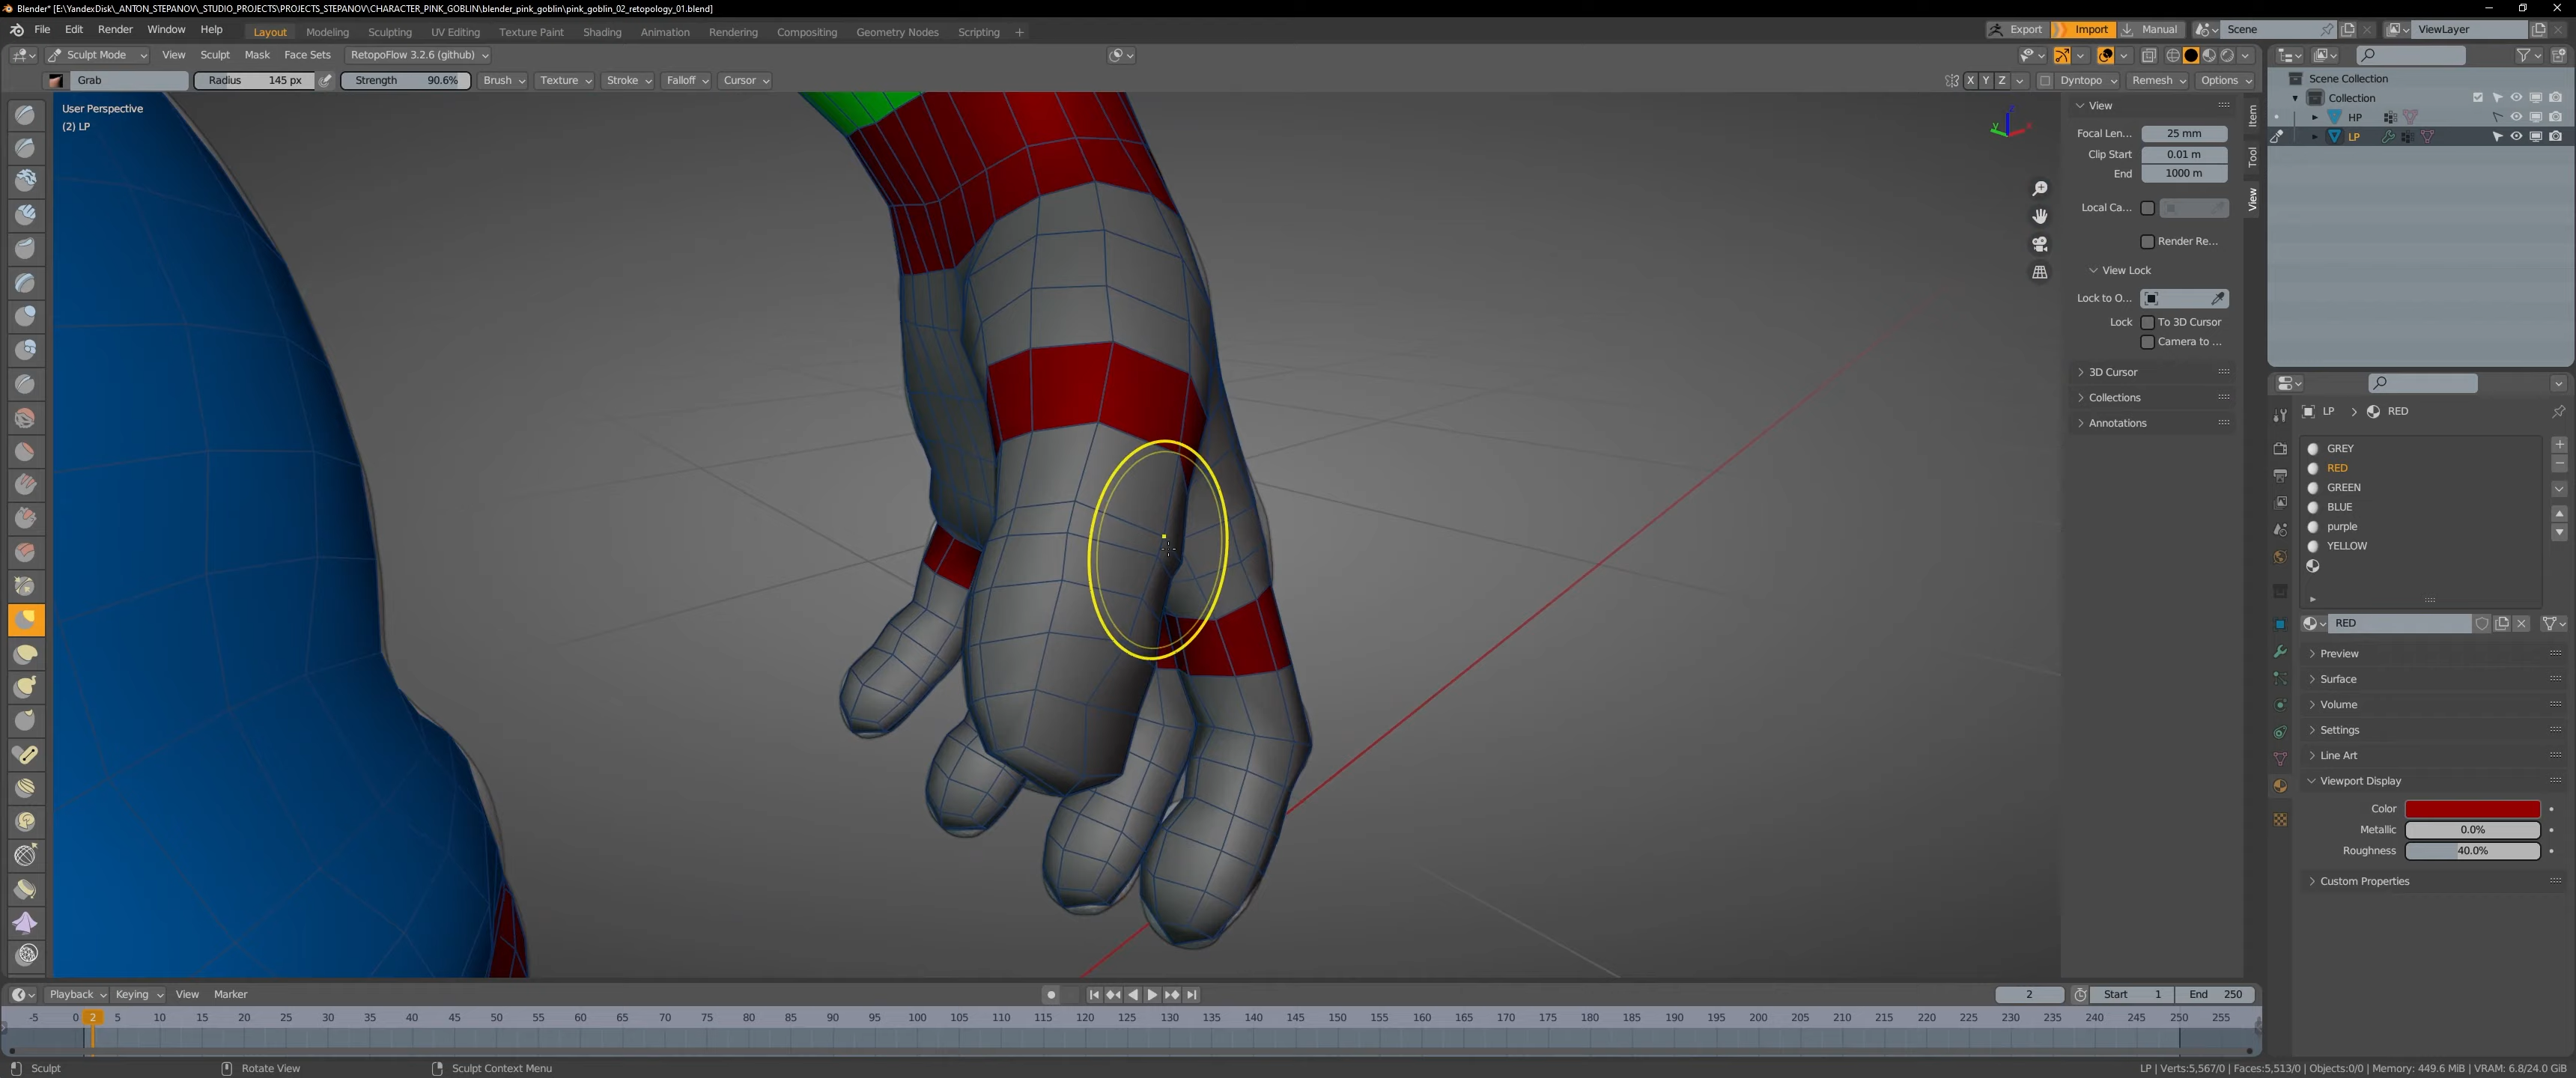 Blender* [E:\YandexDisk\_ANTON_STEPANOV\_STUDIO_PROJECTS\PROJECTS_STEPANOV\CHARACTER_PINK_GOBLIN\blender_pink_goblin\pink_goblin_02_retopology_01.blend]
File Edit Render Window Help Layout Modeling Sculpting UV Editing Texture Paint Shading Animation Rendering Compositing Geometry Nodes Scripting + Export Import Manual Scene ViewLayer
Sculpt Mode View Sculpt Mask Face Sets RetopoFlow 3.2.6 (github)
Grab Radius 145 px Strength 90.6% Brush Texture Stroke Falloff Cursor X Y Z Dyntopo Remesh Options
User Perspective
(2) LP
View
Focal Len... 25 mm
Clip Start 0.01 m
End 1000 m
Local Ca...
Render Re...
View Lock
Lock to O...
Lock To 3D Cursor
Camera to ...
3D Cursor
Collections
Annotations
Item
Tool
View
Scene Collection
Collection
HP
LP
LP > RED
GREY
RED
GREEN
BLUE
purple
YELLOW
RED
Preview
Surface
Volume
Settings
Line Art
Viewport Display
Color
Metallic 0.0%
Roughness 40.0%
Custom Properties
Playback Keying View Marker 2 Start 1 End 250
-5 0 2 5 10 15 20 25 30 35 40 45 50 55 60 65 70 75 80 85 90 95 100 105 110 115 120 125 130 135 140 145 150 155 160 165 170 175 180 185 190 195 200 205 210 215 220 225 230 235 240 245 250 255
Sculpt Rotate View Sculpt Context Menu LP | Verts:5,567/0 | Faces:5,513/0 | Objects:0/0 | Memory: 449.6 MiB | VRAM: 6.8/24.0 GiB